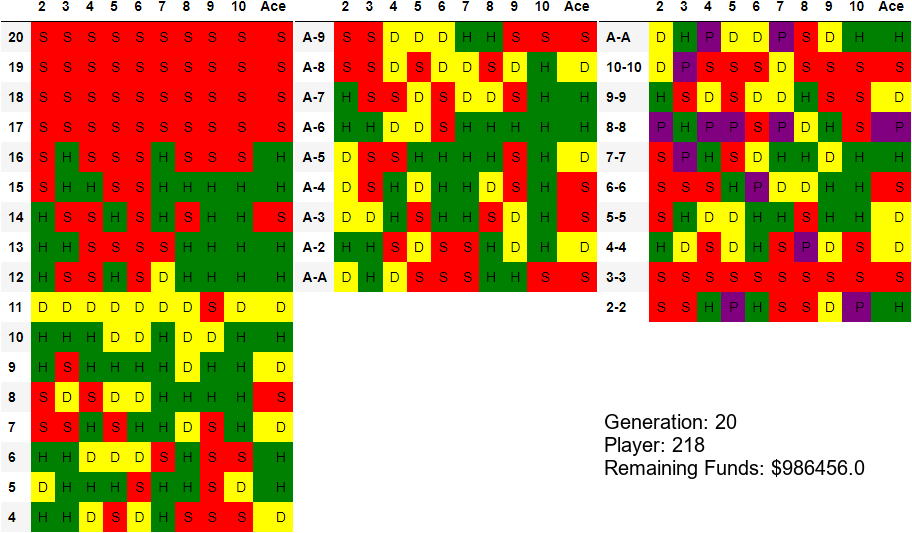 2 3 4 5 6 7 8 9 10 Ace
20 S S S S S S S S S S
19 S S S S S S S S S S
18 S S S S S S S S S S
17 S S S S S S S S S S
16 S H S S S H S S S H
15 S H H S S H H H H H
14 H S S H S H S H H S
13 H H S S S S H H H H
12 H S S H S D H H H H
11 D D D D D D D S D D
10 H H H D D H D D H H
9 H S H H H H D H H D
8 S D S D D H H H H S
7 S S H S H H D S H D
6 H H D D D S H S S H
5 D H H H S H H S D H
4 H H D S D H S S S D
2 3 4 5 6 7 8 9 10 Ace
A-9 S S D D D H H S S S
A-8 S S D S D D S D H D
A-7 H S S D S D D S H H
A-6 H H D D S H H H H H
A-5 D S S H H H H S H D
A-4 D S H D H H D S H S
A-3 D D H S H H S D H S
A-2 H H S D S S H D H D
A-A D H D S S S H H S S
2 3 4 5 6 7 8 9 10 Ace
A-A D H P D D P S D H H
10-10 D P S S S D S S S S
9-9 H S D S D D H S S D
8-8 P H P P S P D H S P
7-7 S P H S D H H D H H
6-6 S S S H P D D H H S
5-5 S H D D H H S H H D
4-4 H D S D H S P D S D
3-3 S S S S S S S S S S
2-2 S S H P H S S D P H
Generation: 20
Player: 218
Remaining Funds: $986456.0